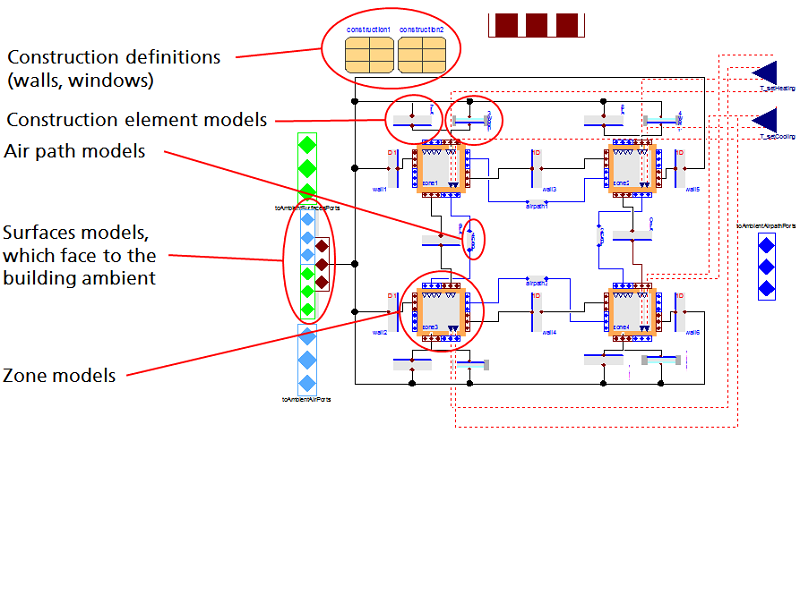 construction1 construction2
Construction definitions
(walls, windows)
T_setHeating
Construction element models
T_setCooling
Air path models
zone1
zone2
wall1
wall3
wall5
airpath1
toAmbientSurfacesPorts
toAmbientAirpathPorts
Surfaces models,
which face to the
building ambient
airpath2
zone3
zone4
wall2
wall4
wall6
Zone models
toAmbientAirPorts